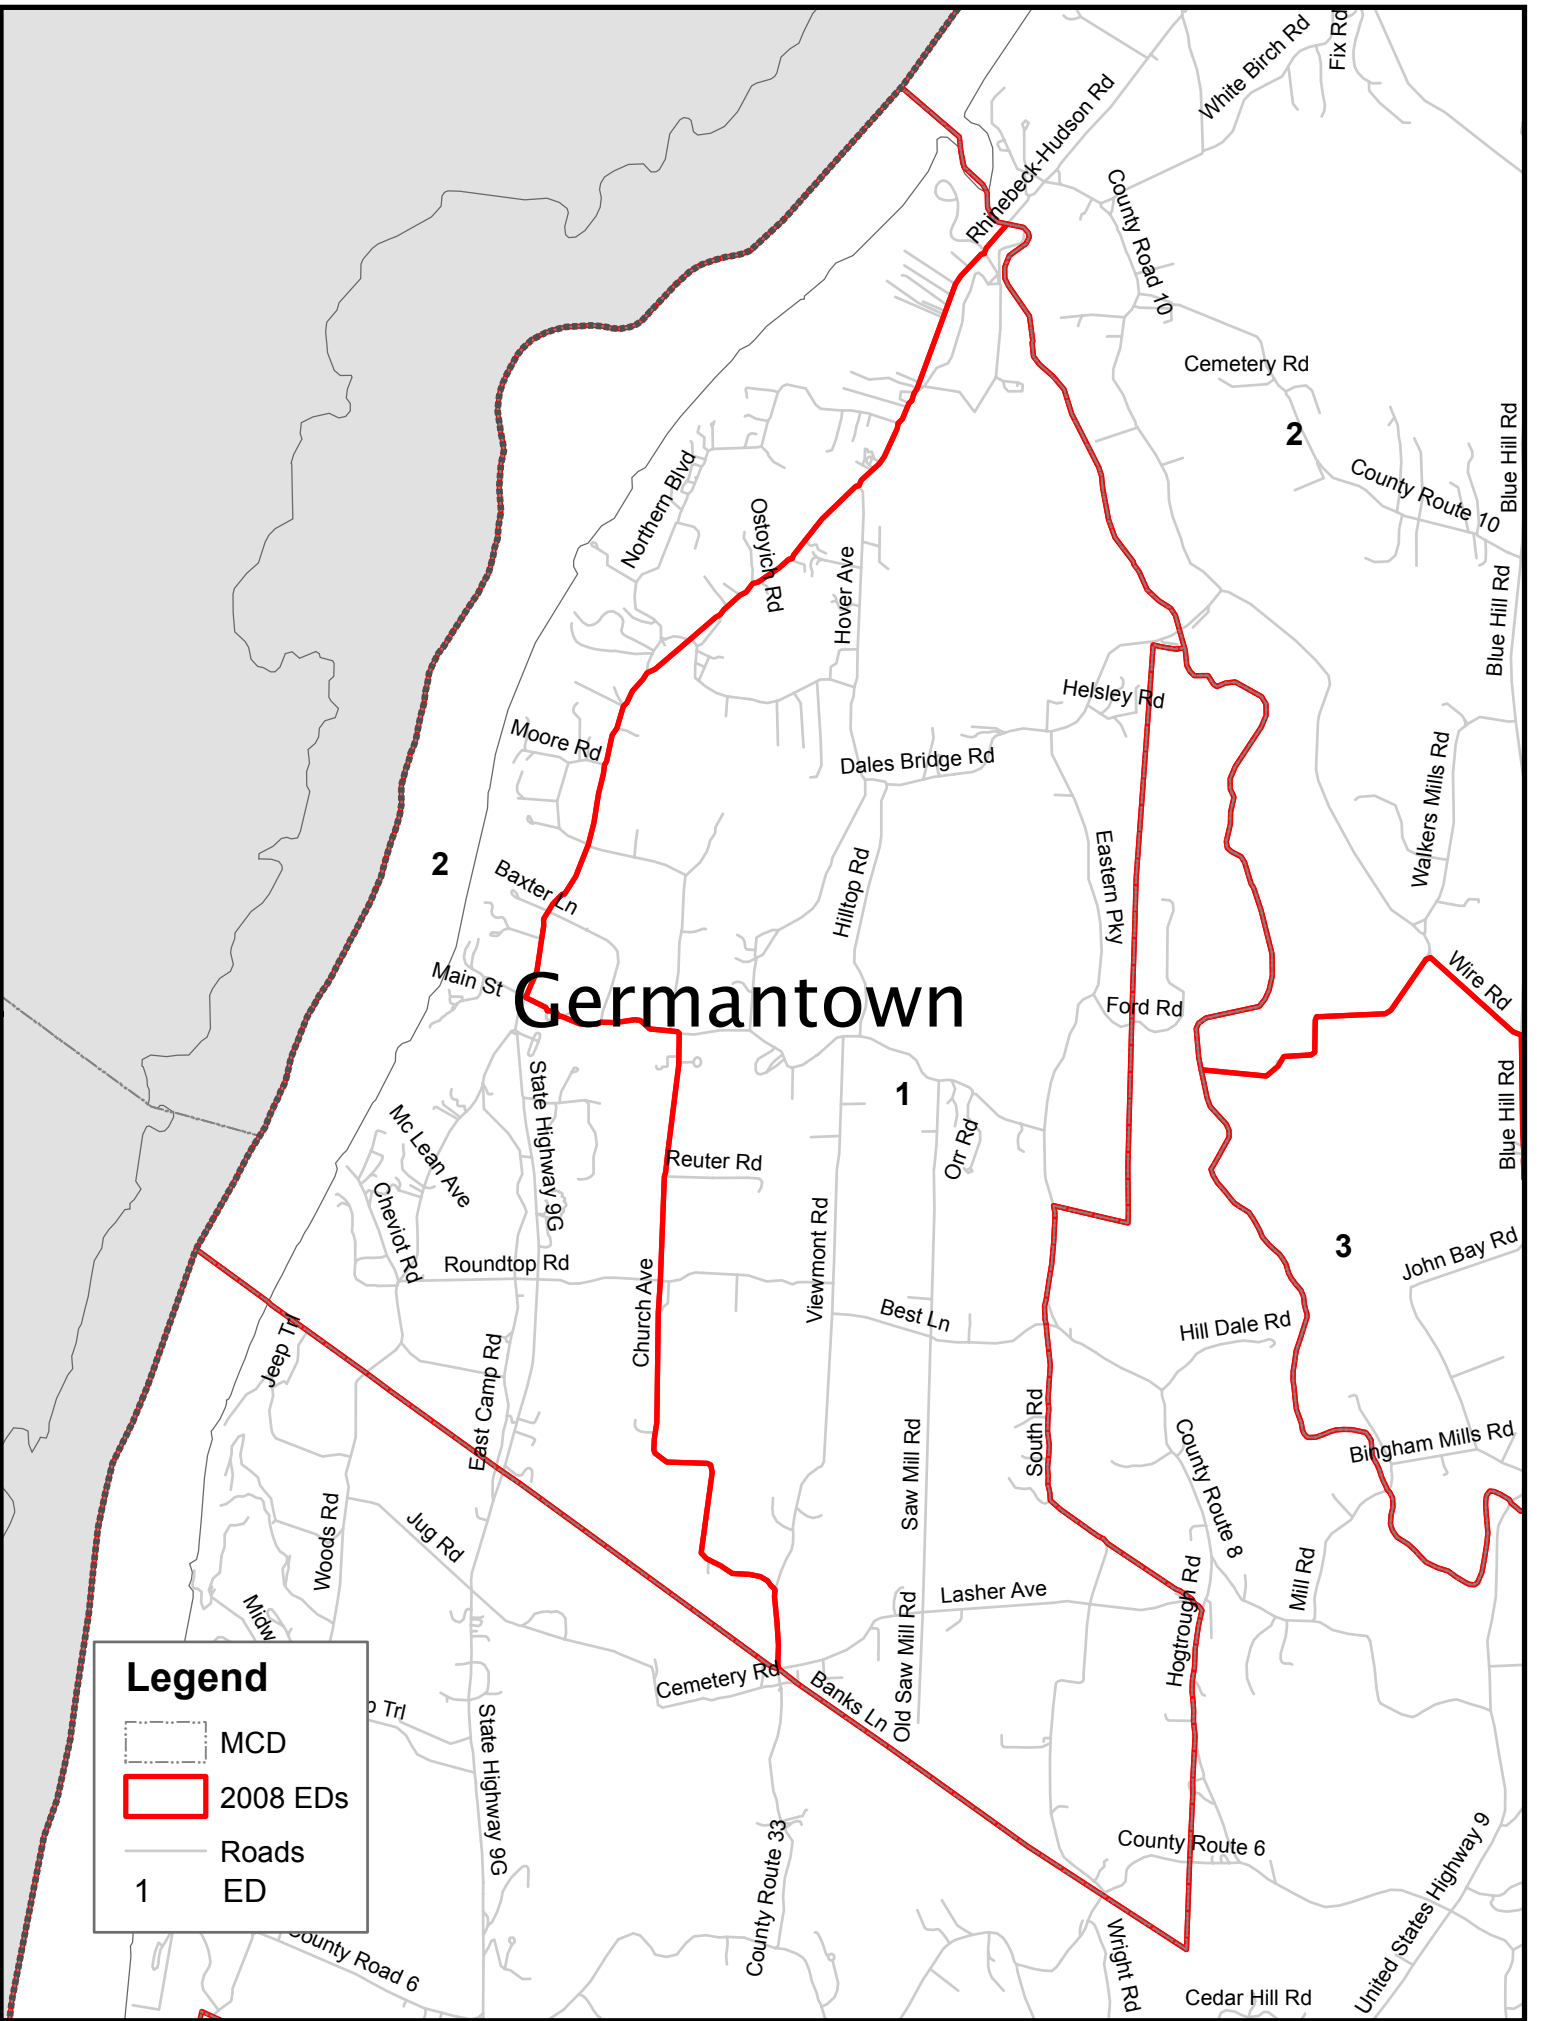 White Birch Rd
Fix Rd
Rhinebeck-Hudson Rd
County Road 10
Cemetery Rd
2
Blue Hill Rd
County Route 10
Northern Blvd
Ostoyich Rd
Hover Ave
Blue Hill Rd
Helsley Rd
Moore Rd
Dales Bridge Rd
Walkers Mills Rd
2
Baxter Ln
Hilltop Rd
Eastern Pky
Main St
Germantown
Ford Rd
Wire Rd
State Highway 9G
1
Blue Hill Rd
Mc Lean Ave
Reuter Rd
Orr Rd
Cheviot Rd
Viewmont Rd
3
John Bay Rd
Roundtop Rd
Church Ave
Best Ln
Hill Dale Rd
Jeep Trl
East Camp Rd
South Rd
Saw Mill Rd
County Route 8
Bingham Mills Rd
Woods Rd
Jug Rd
Lasher Ave
Mill Rd
Hogtrough Rd
Old Saw Mill Rd
Midw
Cemetery Rd
Banks Ln
p Trl
State Highway 9G
County Route 33
County Route 6
United States Highway 9
Wright Rd
Cedar Hill Rd
County Road 6
Legend
MCD
2008 EDs
Roads
1 ED